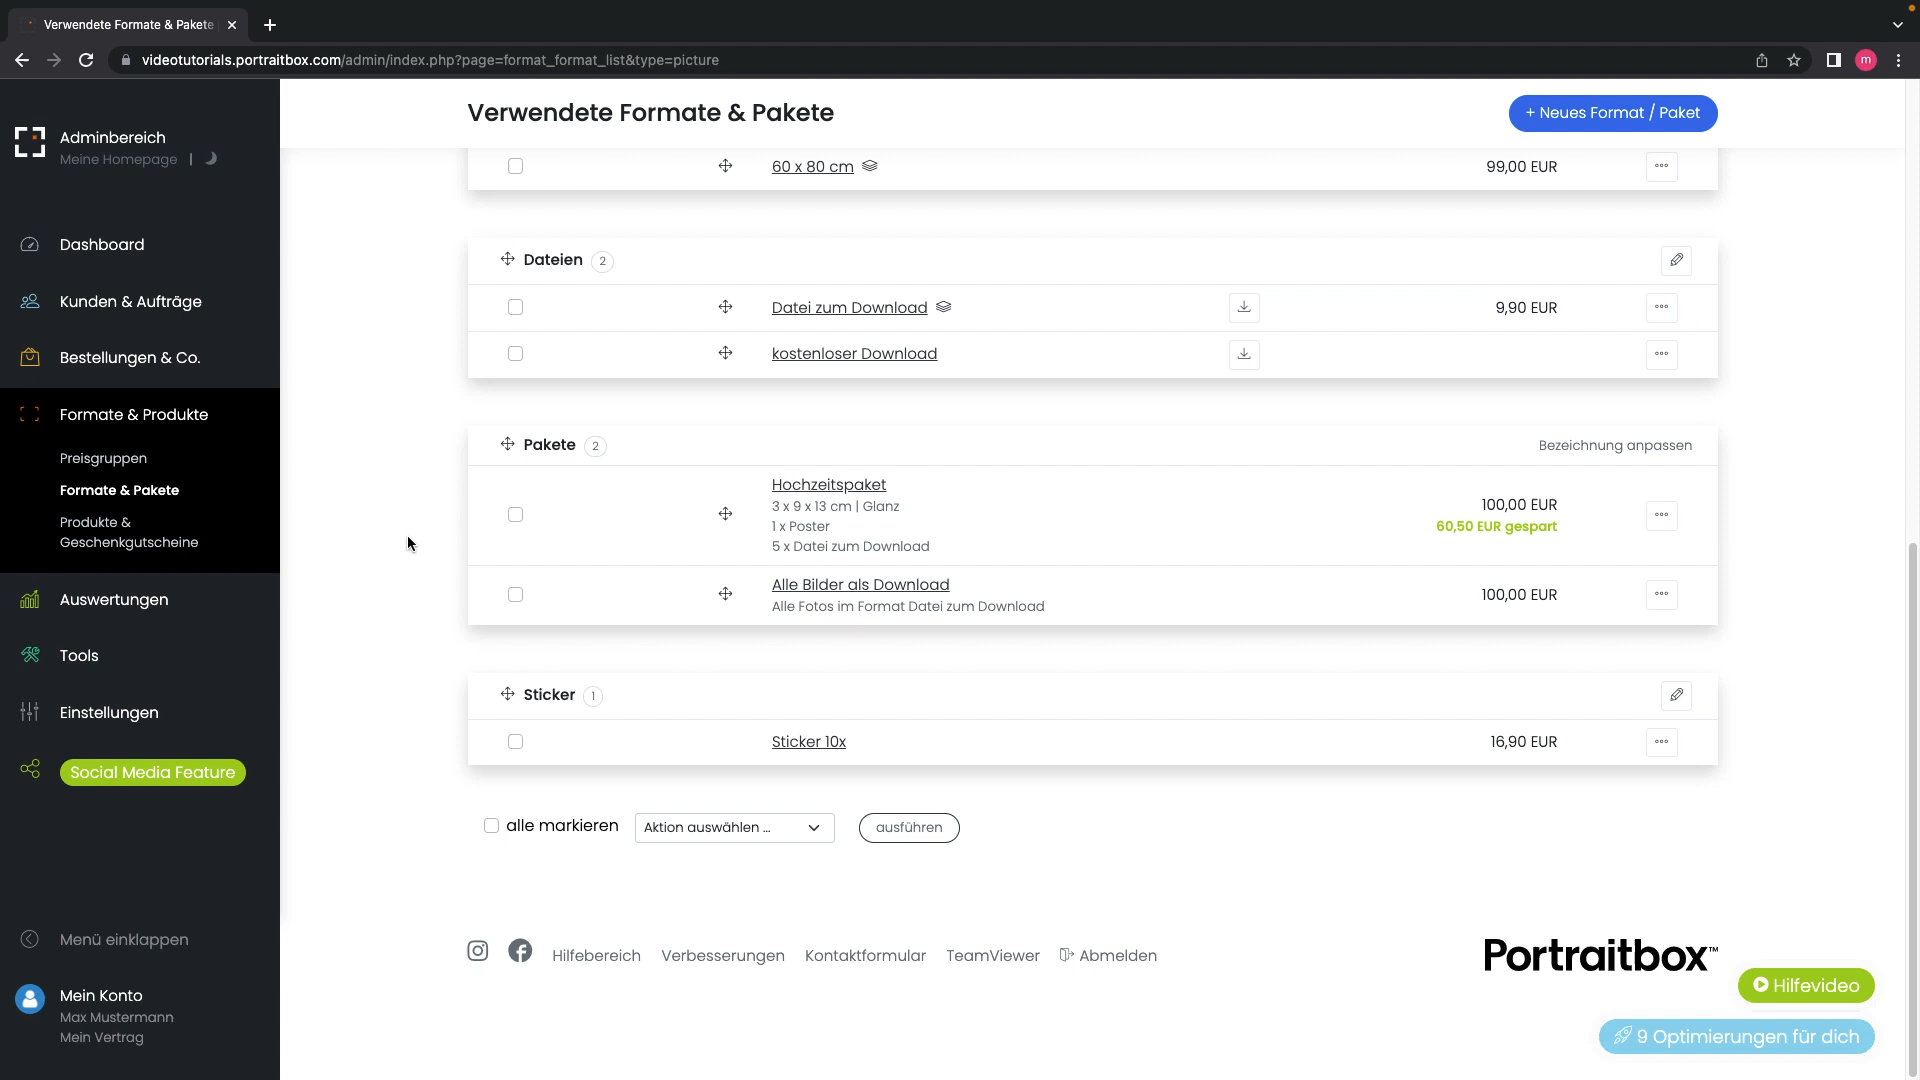 Verwendete Formate & Pakete
videotutorials.portraitbox.com/admin/index.php?page=format_format_list&type=picture
m
Adminbereich
Meine Homepage |
Dashboard
Kunden & Aufträge
Bestellungen & Co.
Formate & Produkte
Preisgruppen
Formate & Pakete
Produkte &
Geschenkgutscheine
Auswertungen
Tools
Einstellungen
Social Media Feature
Menü einklappen
Mein Konto
Max Mustermann
Mein Vertrag
Verwendete Formate & Pakete
+ Neues Format / Paket
60 x 80 cm 99,00 EUR
Dateien 2
Datei zum Download 9,90 EUR
kostenloser Download
Pakete 2 Bezeichnung anpassen
Hochzeitspaket
3 x 9 x 13 cm | Glanz
1 x Poster
5 x Datei zum Download
100,00 EUR
60,50 EUR gespart
Alle Bilder als Download
Alle Fotos im Format Datei zum Download
100,00 EUR
Sticker 1
Sticker 10x 16,90 EUR
alle markieren Aktion auswählen ... ausführen
Hilfebereich Verbesserungen Kontaktformular TeamViewer Abmelden
Portraitbox™
Hilfevideo
9 Optimierungen für dich